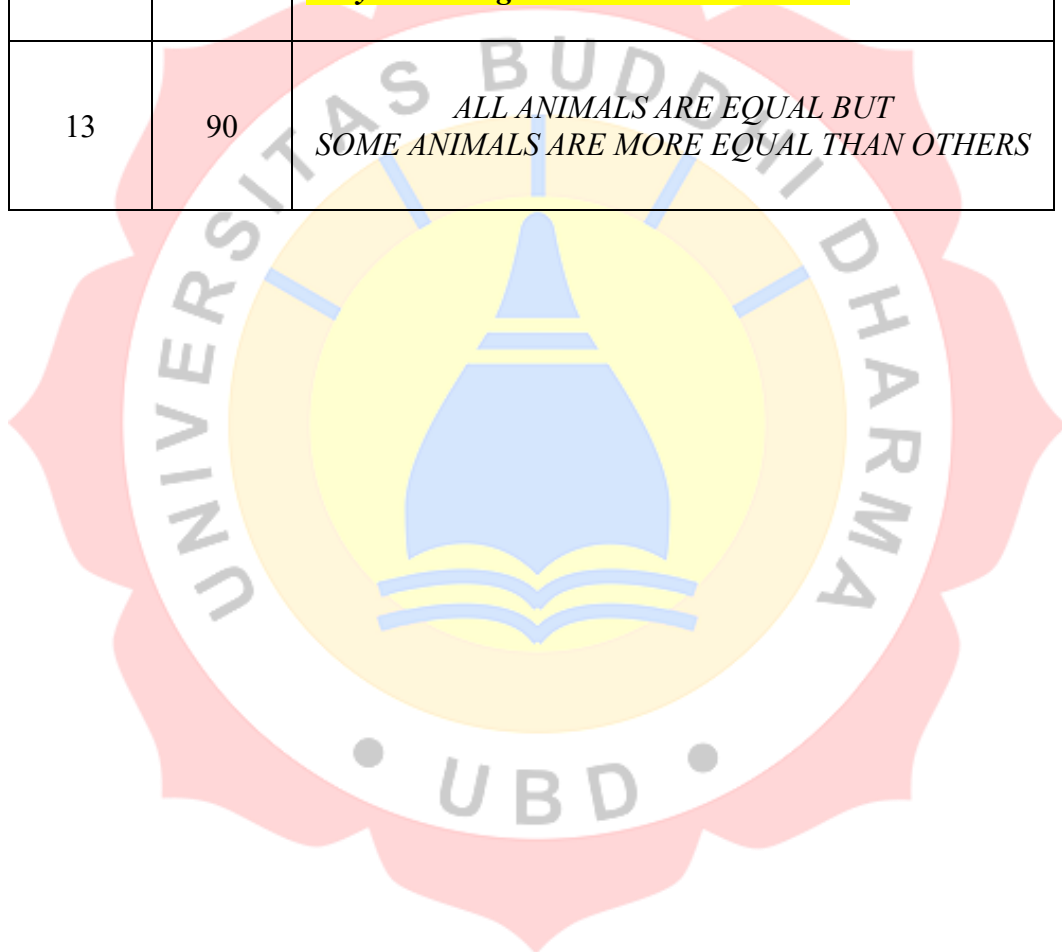 13 90 ALL ANIMALS ARE EQUAL BUT
SOME ANIMALS ARE MORE EQUAL THAN OTHERS
UNIVERSITAS BUDDHI DHARMA
• UBD •